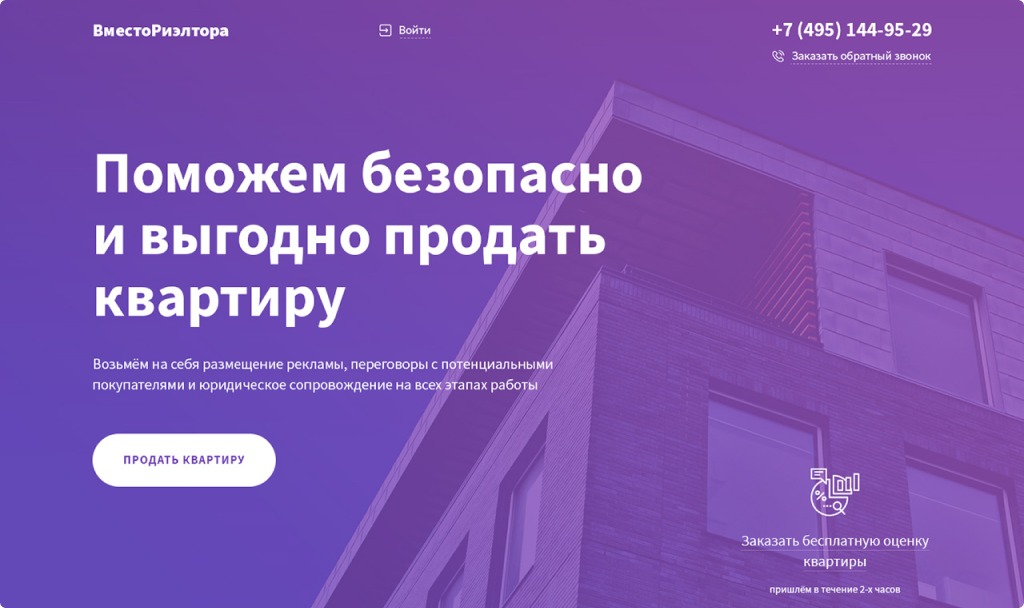 ВместоРиэлтора
Войти
+7 (495) 144-95-29
Заказать обратный звонок
Поможем безопасно
и выгодно продать
квартиру
Возьмём на себя размещение рекламы, переговоры с потенциальными
покупателями и юридическое сопровождение на всех этапах работы
ПРОДАТЬ КВАРТИРУ
Заказать бесплатную оценку
квартиры
пришлём в течение 2-х часов